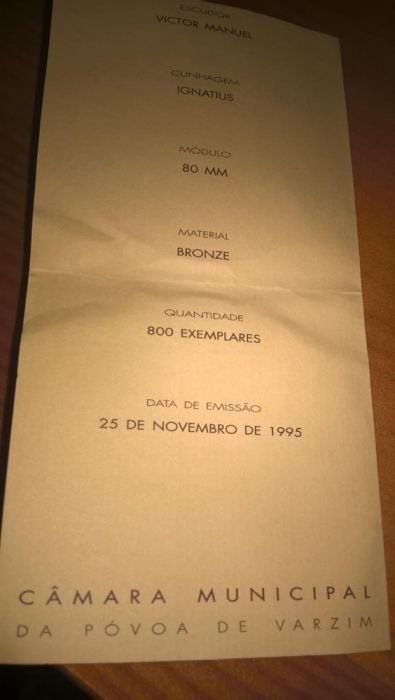 ESCULTOR
VICTOR MANUEL
CUNHAGEM
IGNATIUS
MÓDULO
80 MM
MATERIAL
BRONZE
QUANTIDADE
800 EXEMPLARES
DATA DE EMISSÃO
25 DE NOVEMBRO DE 1995
CÂMARA MUNICIPAL
DA PÓVOA DE VARZIM